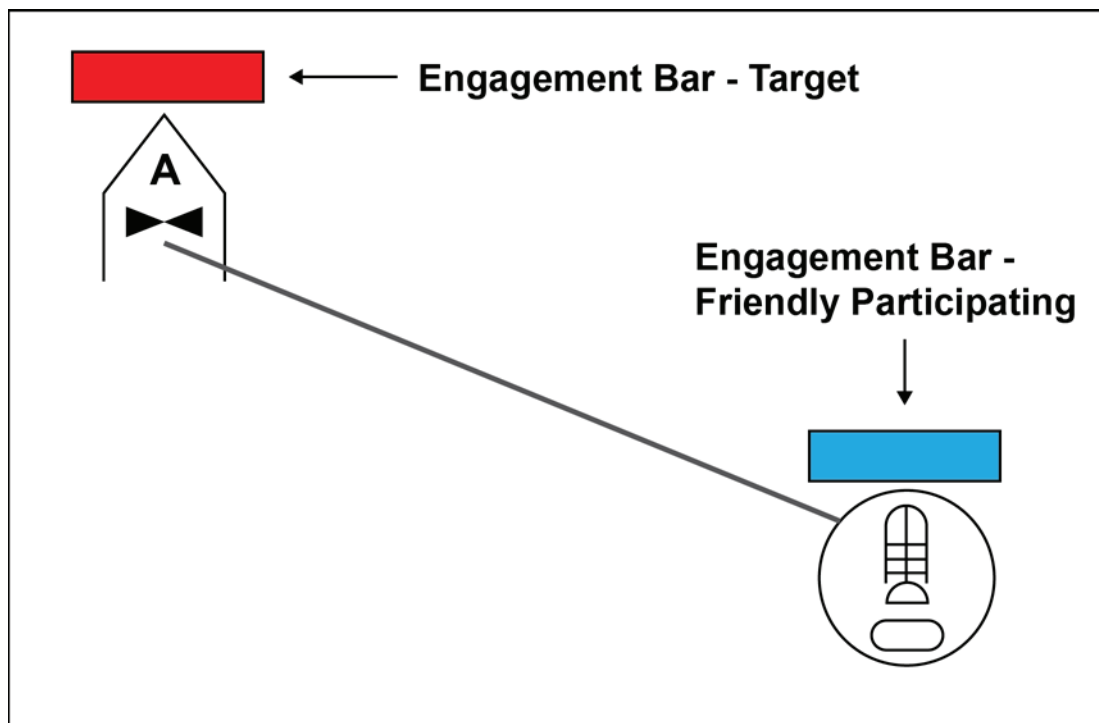 Engagement Bar - Target
A
Engagement Bar -
Friendly Participating